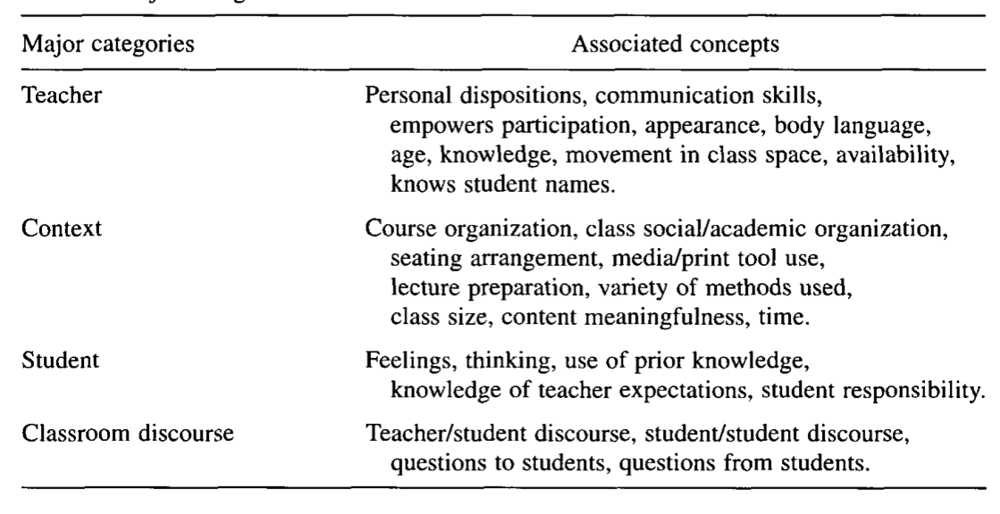 Major categories Associated concepts
Teacher Personal dispositions, communication skills,
empowers participation, appearance, body language,
age, knowledge, movement in class space, availability,
knows student names.
Context Course organization, class social/academic organization,
seating arrangement, media/print tool use,
lecture preparation, variety of methods used,
class size, content meaningfulness, time.
Student Feelings, thinking, use of prior knowledge,
knowledge of teacher expectations, student responsibility.
Classroom discourse Teacher/student discourse, student/student discourse,
questions to students, questions from students.